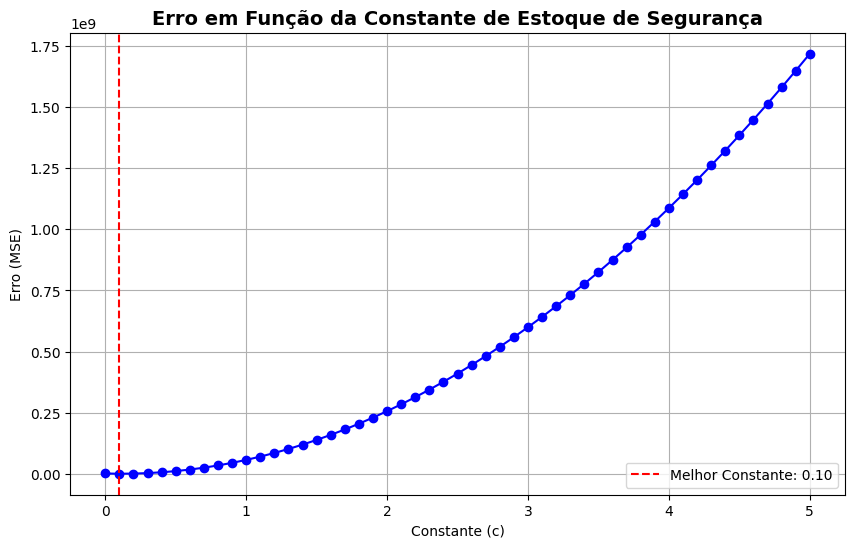 Erro em Função da Constante de Estoque de Segurança
1e9
1.75
1.50
1.25
1.00
0.75
0.50
0.25
0.00
Erro (MSE)
Melhor Constante: 0.10
0 1 2 3 4 5
Constante (c)